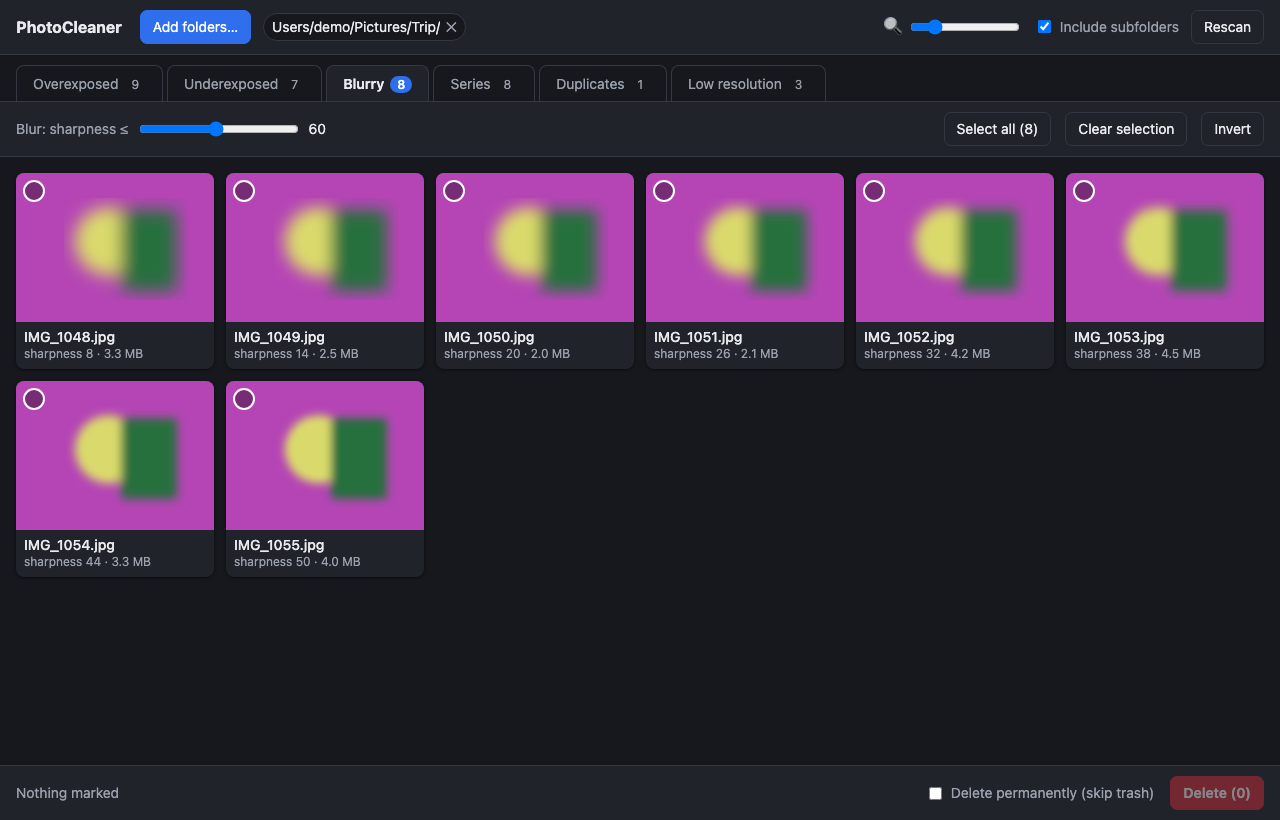 PhotoCleaner
Add folders…
Users/demo/Pictures/Trip/
Include subfolders
Rescan
Overexposed 9
Underexposed 7
Blurry 8
Series 8
Duplicates 1
Low resolution 3
Blur: sharpness ≤
60
Select all (8)
Clear selection
Invert
IMG_1048.jpg
sharpness 8 · 3.3 MB
IMG_1049.jpg
sharpness 14 · 2.5 MB
IMG_1050.jpg
sharpness 20 · 2.0 MB
IMG_1051.jpg
sharpness 26 · 2.1 MB
IMG_1052.jpg
sharpness 32 · 4.2 MB
IMG_1053.jpg
sharpness 38 · 4.5 MB
IMG_1054.jpg
sharpness 44 · 3.3 MB
IMG_1055.jpg
sharpness 50 · 4.0 MB
Nothing marked
Delete permanently (skip trash)
Delete (0)